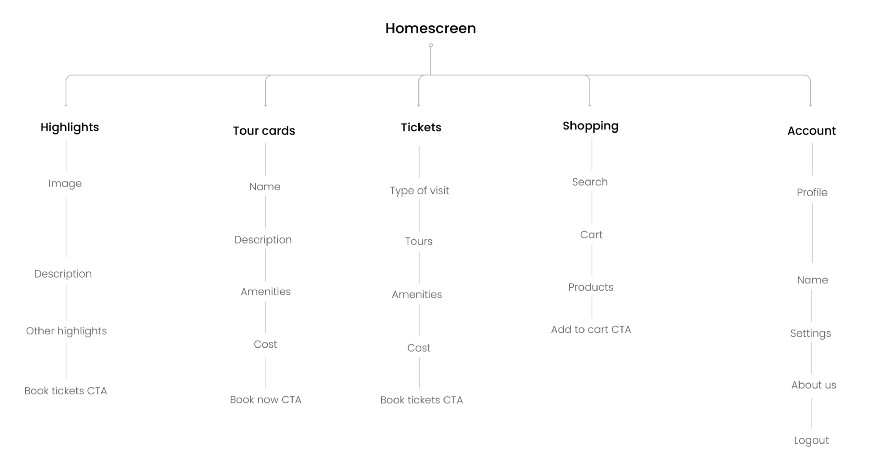 Homescreen
Highlights
Image
Description
Other highlights
Book tickets CTA
Tour cards
Name
Description
Amenities
Cost
Book now CTA
Tickets
Type of visit
Tours
Amenities
Cost
Book tickets CTA
Shopping
Search
Cart
Products
Add to cart CTA
Account
Profile
Name
Settings
About us
Logout